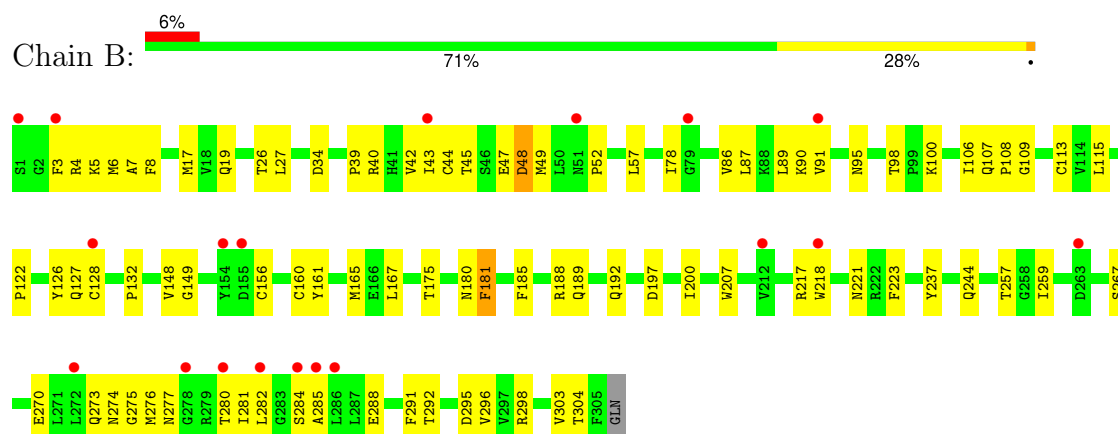 6%
Chain B:
71% 28% •
S1 G2 F3 R4 K5 M6 A7 F8 M17 V18 Q19 T26 L27 D34 P39 R40 H41 V42 I43 C44 T45 S46 E47 D48 M49 L50 N51 P52 L57 I78 G79 V86 L87 K88 L89 K90 V91 N95 T98 P99 K100 I106 Q107 P108 G109 C113 V114 L115
P122 Y126 Q127 C128 P132 V148 G149 Y154 D155 C156 C160 Y161 M165 E166 L167 T175 N180 F181 F185 R188 Q189 Q192 D197 I200 W207 V212 R217 W218 N221 R222 F223 Y237 Q244 T257 G258 I259 D263 S267
E270 L271 L272 Q273 N274 G275 M276 N277 G278 R279 T280 I281 L282 G283 S284 A285 L286 L287 E288 F291 T292 D295 V296 V297 R298 V303 T304 F305 GLN